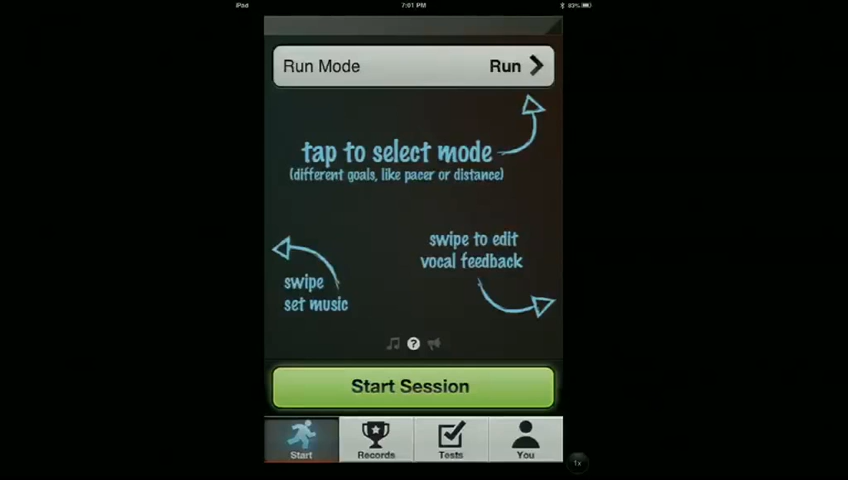 iPad 7:01 PM 83%
Run Mode Run
tap to select mode
(different goals, like pacer or distance)
swipe to edit
vocal feedback
swipe
set music
?
Start Session
Start Records Tests You
1x